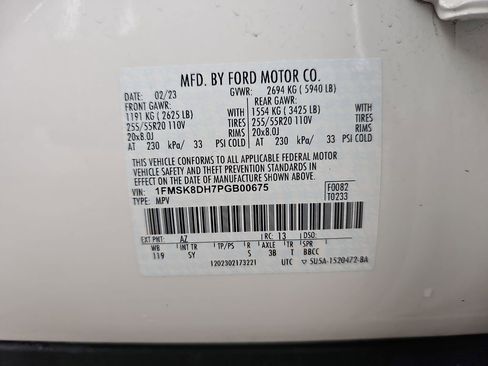 MFD. BY FORD MOTOR CO.
DATE: 02/23 GVWR: 2694 KG ( 5940 LB)
FRONT GAWR: REAR GAWR:
1191 KG ( 2625 LB) WITH 1554 KG ( 3425 LB) WITH
255/55R20 110V TIRES 255/55R20 110V TIRES
20x8.0J RIMS 20x8.0J RIMS
AT 230 kPa/ 33 PSI COLD AT 230 kPa/ 33 PSI COLD
THIS VEHICLE CONFORMS TO ALL APPLICABLE FEDERAL MOTOR
VEHICLE SAFETY AND THEFT PREVENTION STANDARDS IN
EFFECT ON THE DATE OF MANUFACTURE SHOWN ABOVE.
VIN: 1FMSK8DH7PGB00675 F0082
TYPE: MPV T0233
EXT PNT: AZ RC: 13 DSO:
WB INT TR TP/PS R AXLE TR SPR
119 SY S 3B T BBCC
1202302173221 UTC ▽ 5U5A-1520472-BA